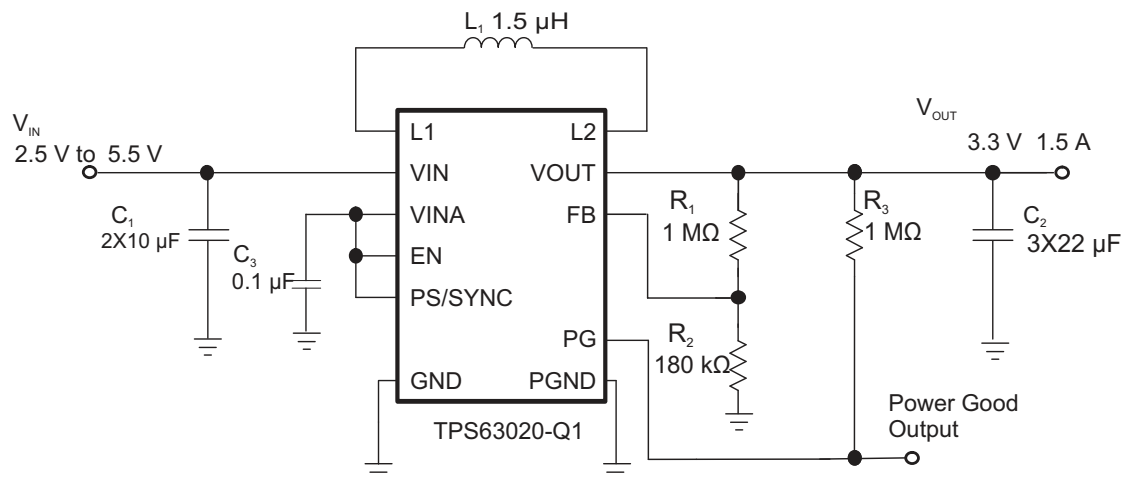 L₁ 1.5 µH
V_IN
2.5 V to 5.5 V
V_OUT
3.3 V 1.5 A
L1
L2
VIN
VOUT
VINA
FB
EN
PS/SYNC
PG
GND
PGND
C₁
2X10 µF
C₃
0.1 µF
R₁
1 MΩ
R₃
1 MΩ
C₂
3X22 µF
R₂
180 kΩ
TPS63020-Q1
Power Good
Output